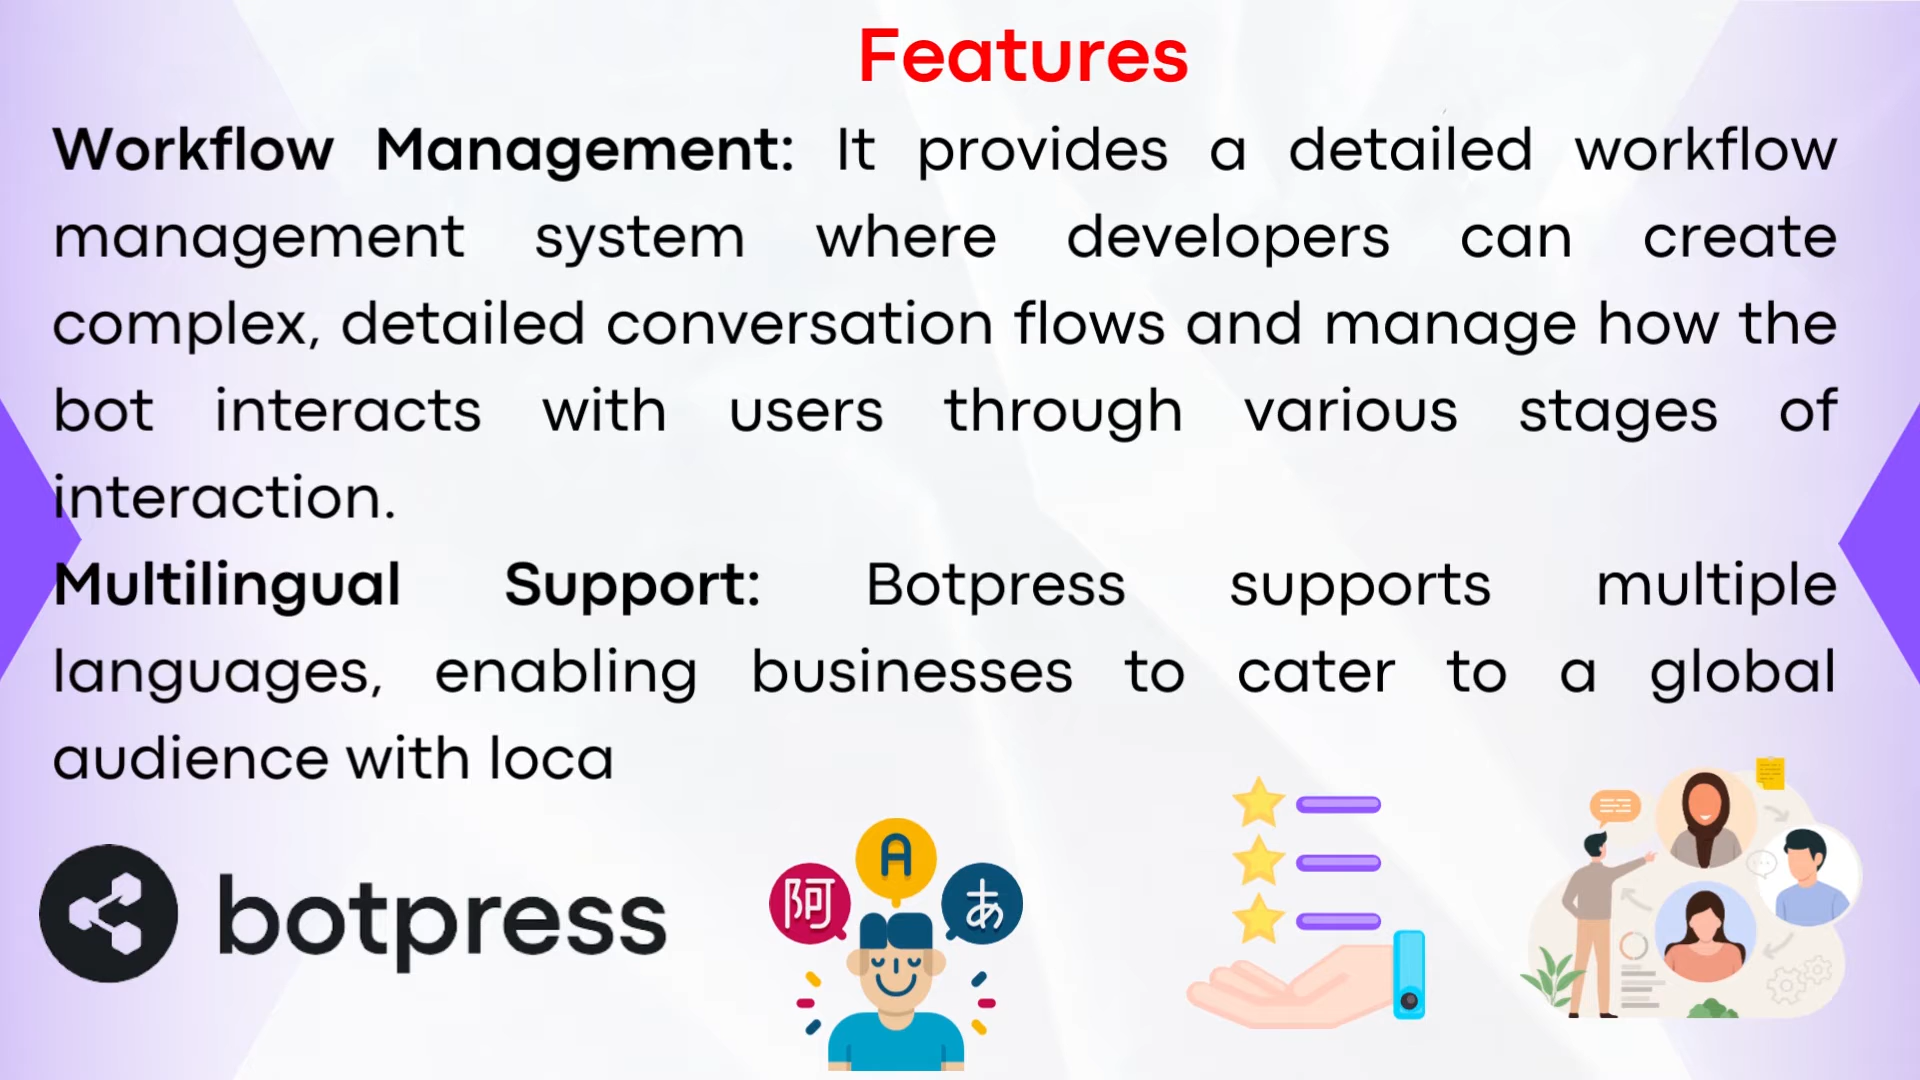 Features
Workflow Management: It provides a detailed workflow
management system where developers can create
complex, detailed conversation flows and manage how the
bot interacts with users through various stages of
interaction.
Multilingual Support: Botpress supports multiple
languages, enabling businesses to cater to a global
audience with loca
botpress
A
阿
あ